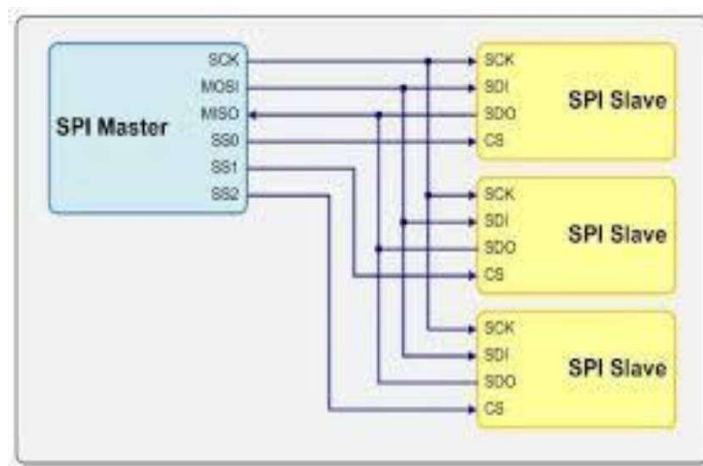 SPI Master
SCK
MOSI
MISO
SS0
SS1
SS2
SCK
SDI
SDO
CS
SPI Slave
SCK
SDI
SDO
CS
SPI Slave
SCK
SDI
SDO
CS
SPI Slave